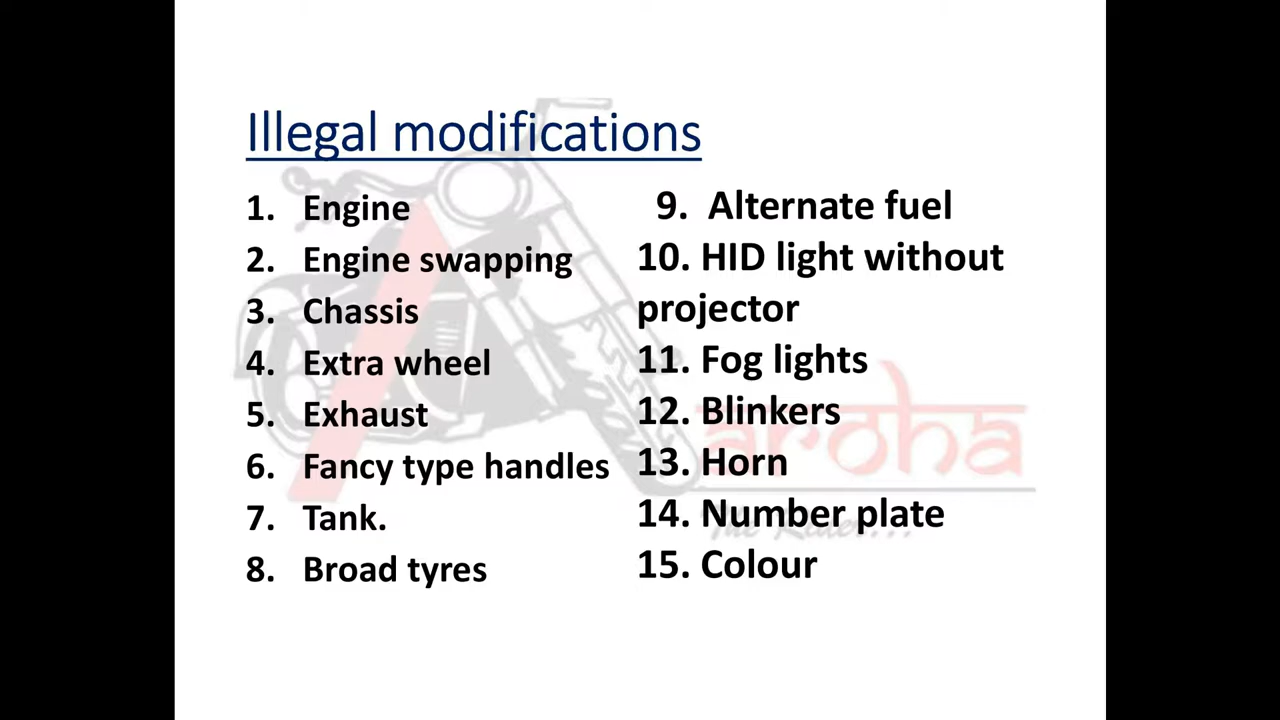 Illegal modifications
1. Engine
2. Engine swapping
3. Chassis
4. Extra wheel
5. Exhaust
6. Fancy type handles
7. Tank.
8. Broad tyres
9. Alternate fuel
10. HID light without
projector
11. Fog lights
12. Blinkers
13. Horn
14. Number plate
15. Colour
aroha
The Rider...